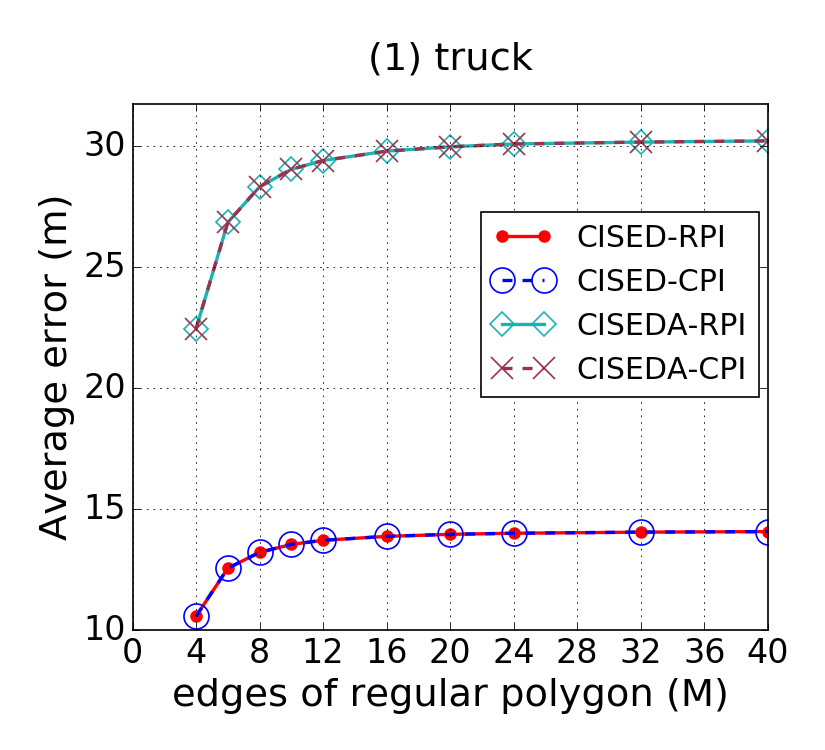 (1) truck
Average error (m)
30
25
20
15
10
CISED-RPI
CISED-CPI
CISEDA-RPI
CISEDA-CPI
0 4 8 12 16 20 24 28 32 36 40
edges of regular polygon (M)